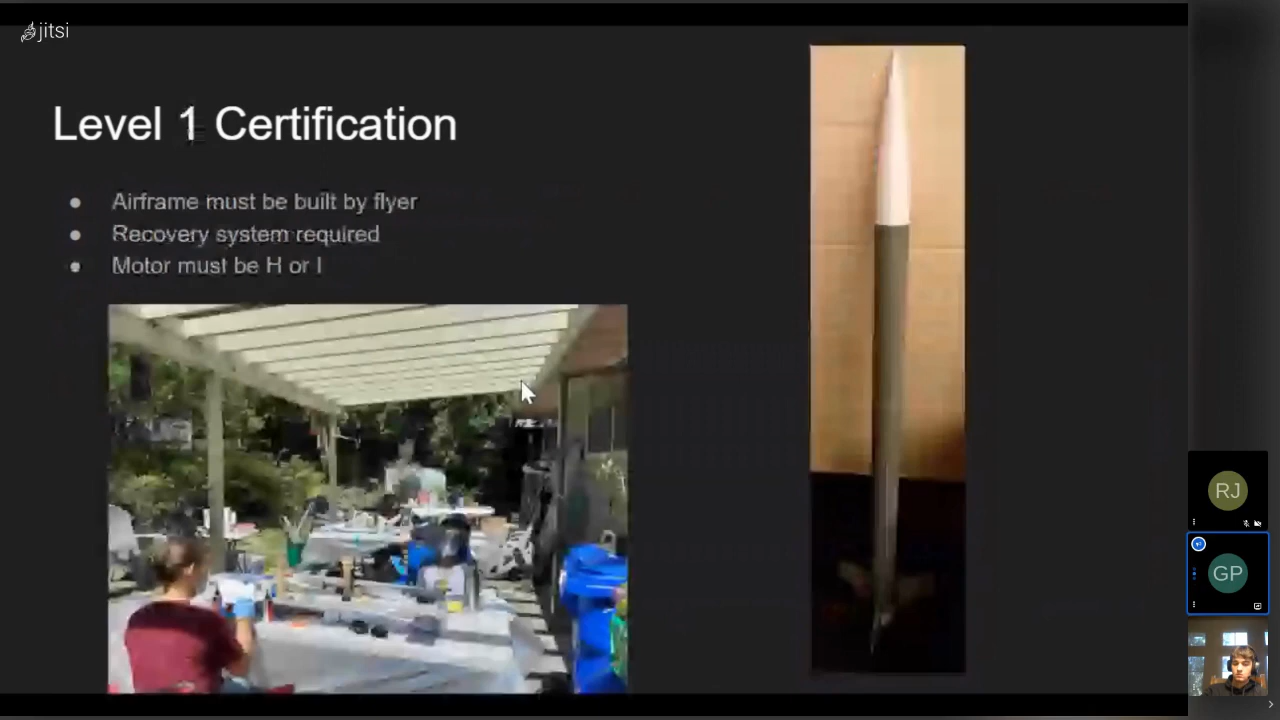 jitsi
Level 1 Certification
Airframe must be built by flyer
Recovery system required
Motor must be H or I
RJ
GP